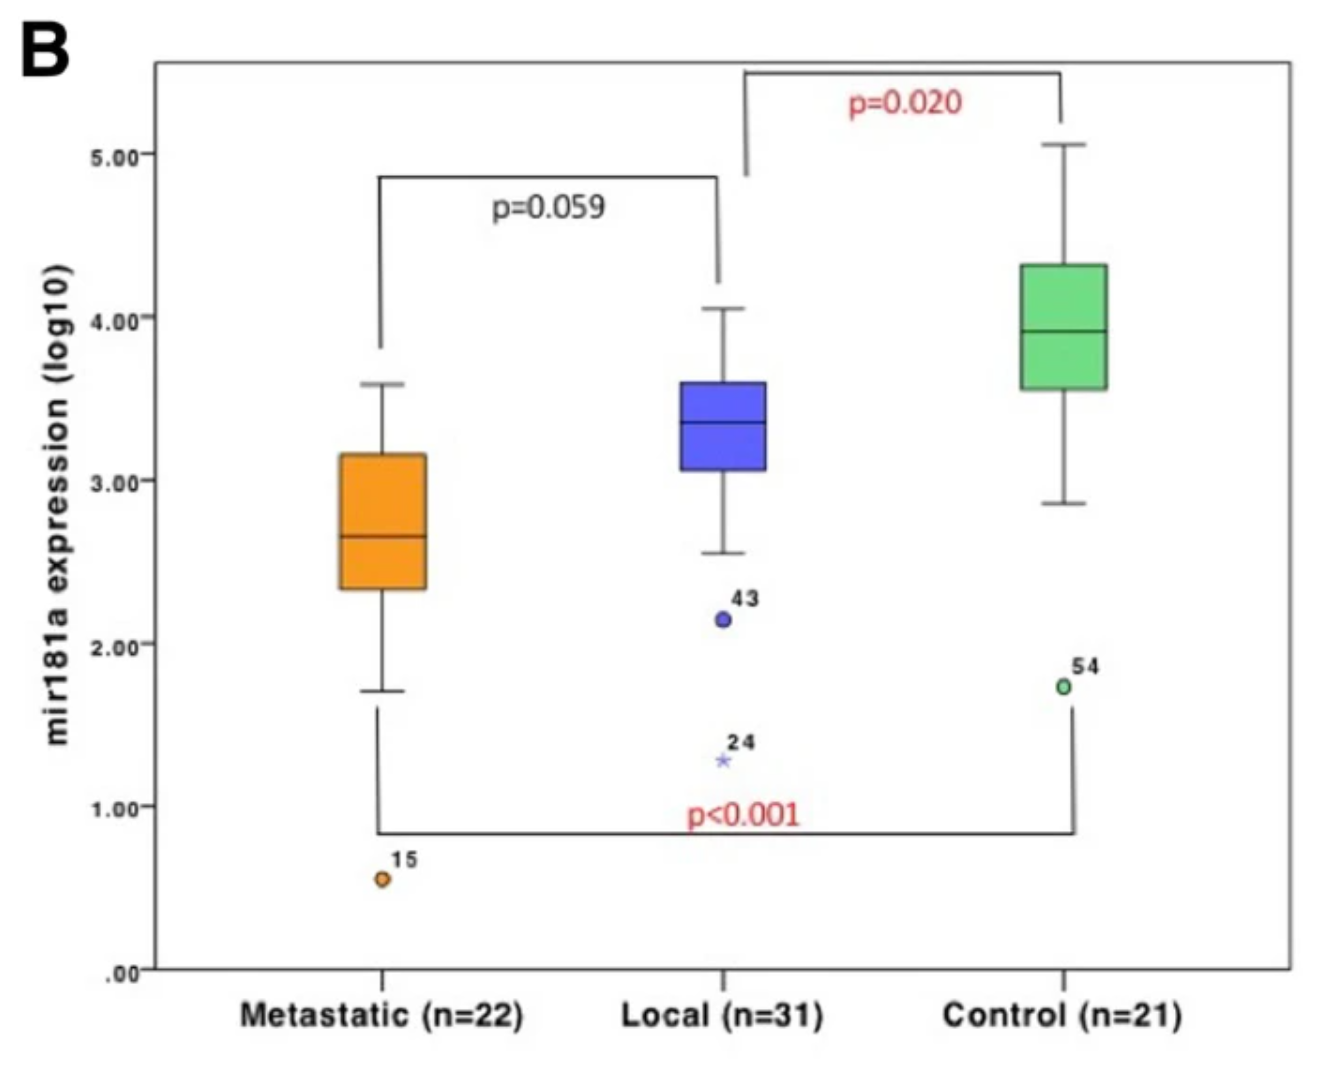 B
p=0.020
5.00
p=0.059
4.00
mir181a expression (log10)
3.00
43
2.00
54
24
1.00
p<0.001
15
.00
Metastatic (n=22) Local (n=31) Control (n=21)